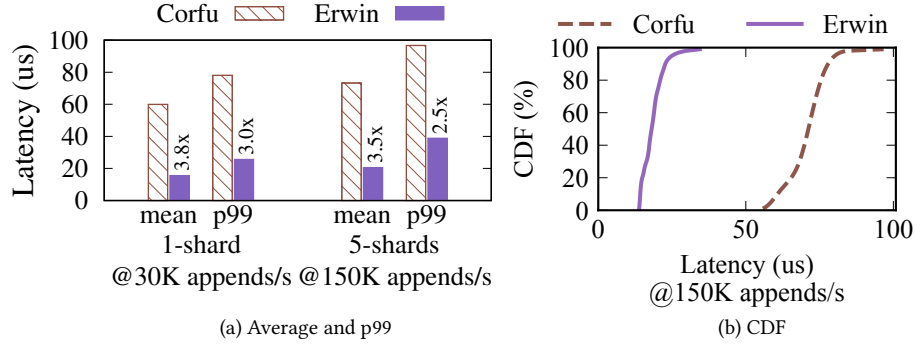 Corfu Erwin
Latency (us)
100
80
60
40
20
0
3.8x
3.0x
3.5x
2.5x
mean p99 mean p99
1-shard 5-shards
@30K appends/s @150K appends/s
(a) Average and p99
Corfu Erwin
CDF (%)
100
80
60
40
20
0
0 50 100
Latency (us)
@150K appends/s
(b) CDF